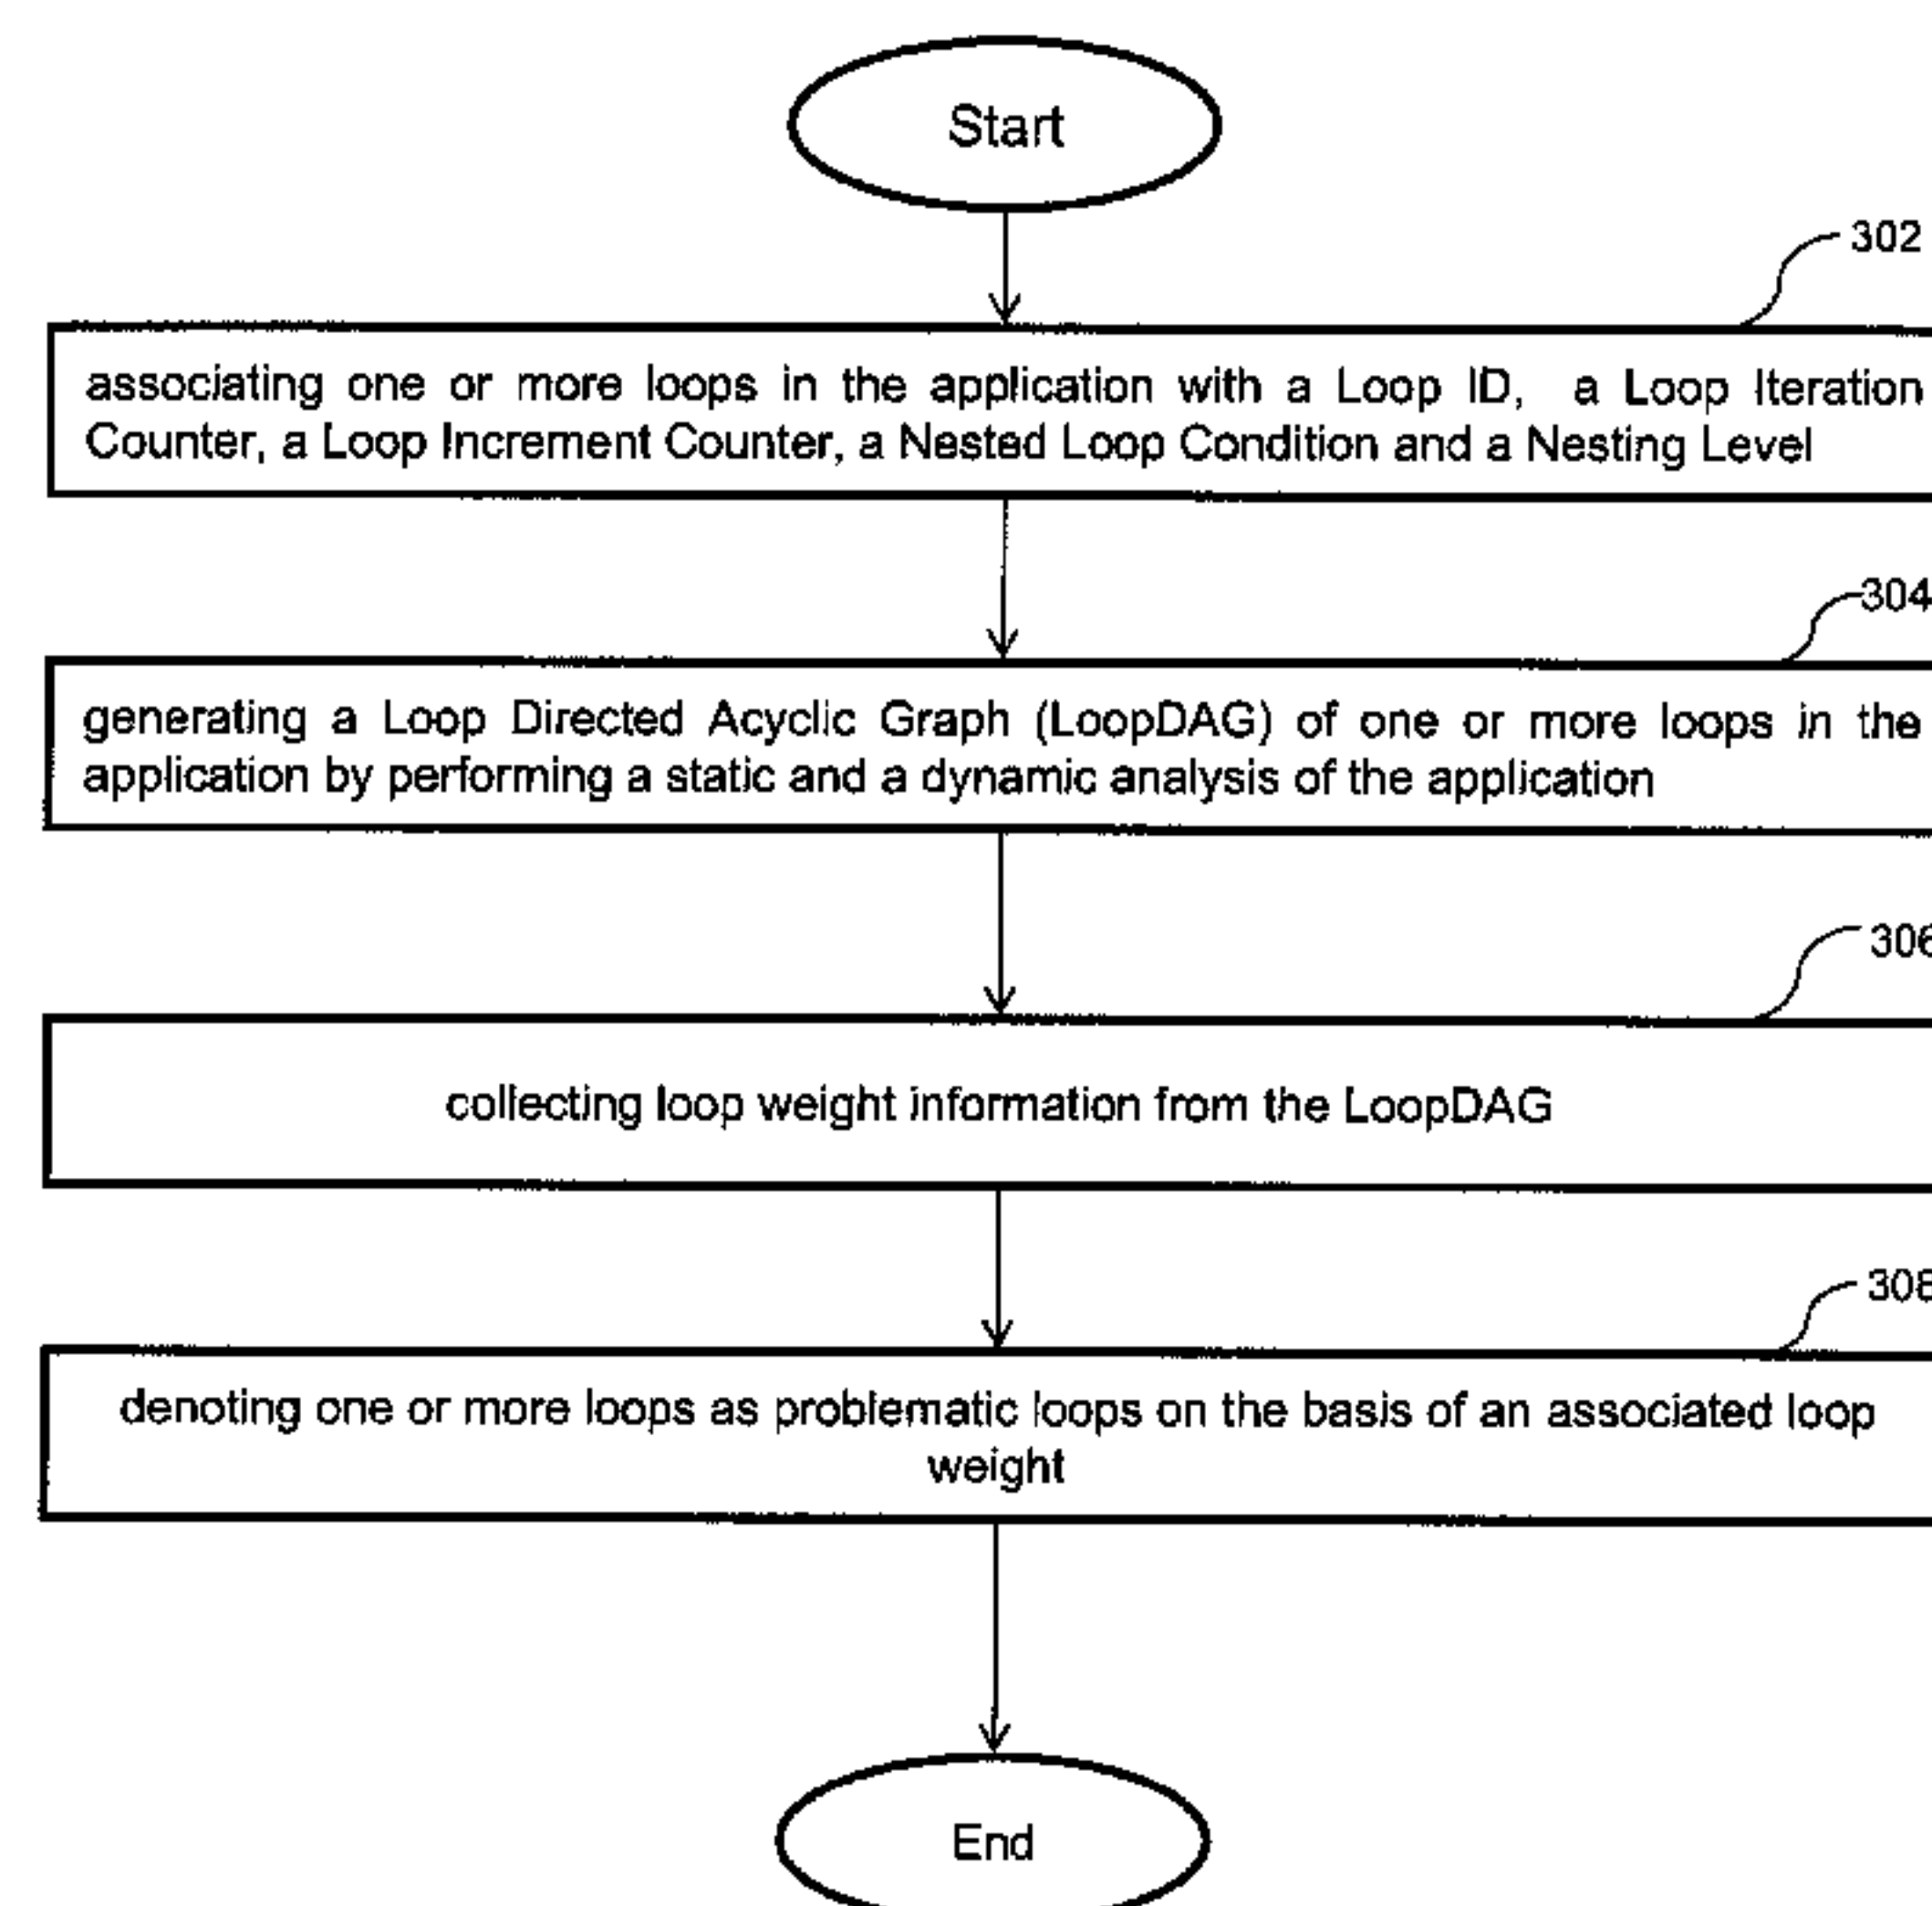 Start
302
associating one or more loops in the application with a Loop ID, a Loop Iteration
Counter, a Loop Increment Counter, a Nested Loop Condition and a Nesting Level
304
generating a Loop Directed Acyclic Graph (LoopDAG) of one or more loops in the
application by performing a static and a dynamic analysis of the application
306
collecting loop weight information from the LoopDAG
308
denoting one or more loops as problematic loops on the basis of an associated loop
weight
End